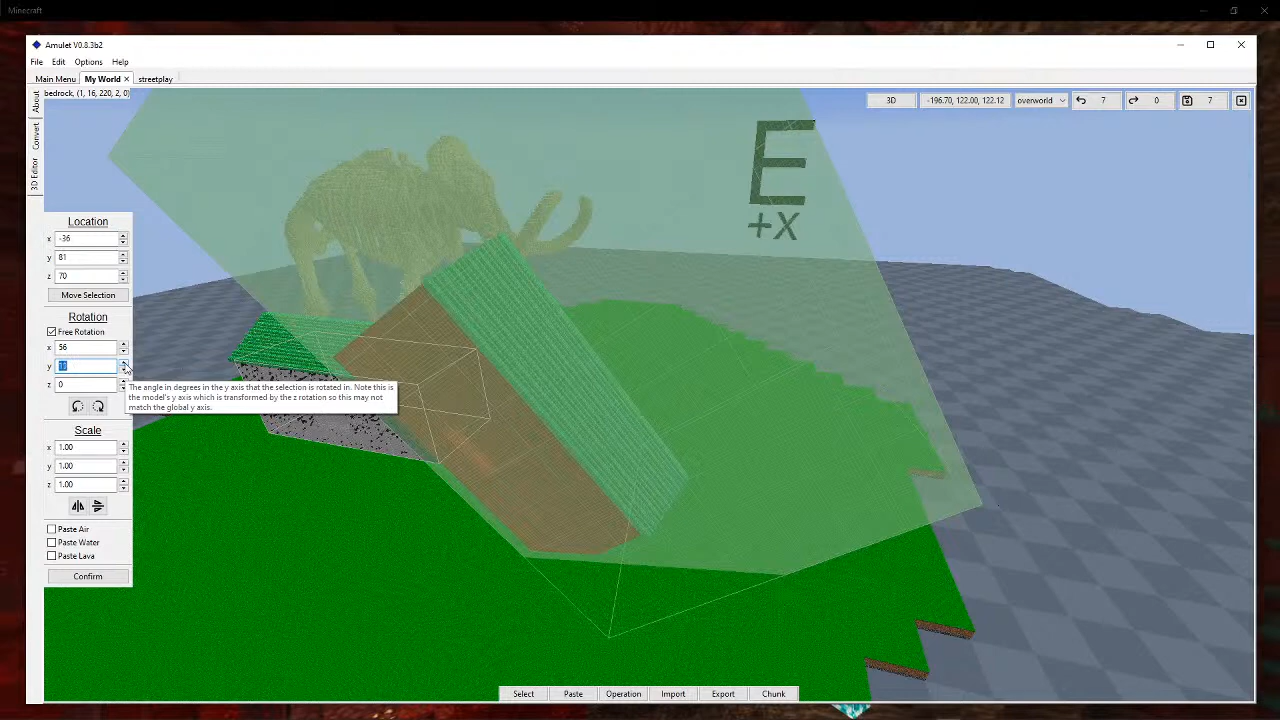 Minecraft
Amulet V0.8.3b2
File Edit Options Help
Main Menu My World streetplay
bedrock, (1, 16, 220, 2, 0)
3D -196.70, 122.00, 122.12 overworld 7 0 7
About
Convert
3D Editor
E
+X
Location
x -36
y 81
z 70
Move Selection
Rotation
Free Rotation
x 56
y
z 0
The angle in degrees in the y axis that the selection is rotated in. Note this is
the model's y axis which is transformed by the z rotation so this may not
match the global y axis.
Scale
x 1.00
y 1.00
z 1.00
Paste Air
Paste Water
Paste Lava
Confirm
Select Paste Operation Import Export Chunk